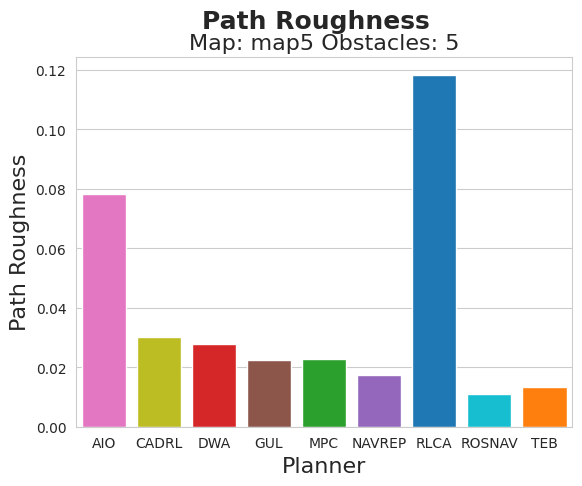 Path Roughness
Map: map5 Obstacles: 5
Path Roughness
0.12
0.10
0.08
0.06
0.04
0.02
0.00
AIO CADRL DWA GUL MPC NAVREP RLCA ROSNAV TEB
Planner